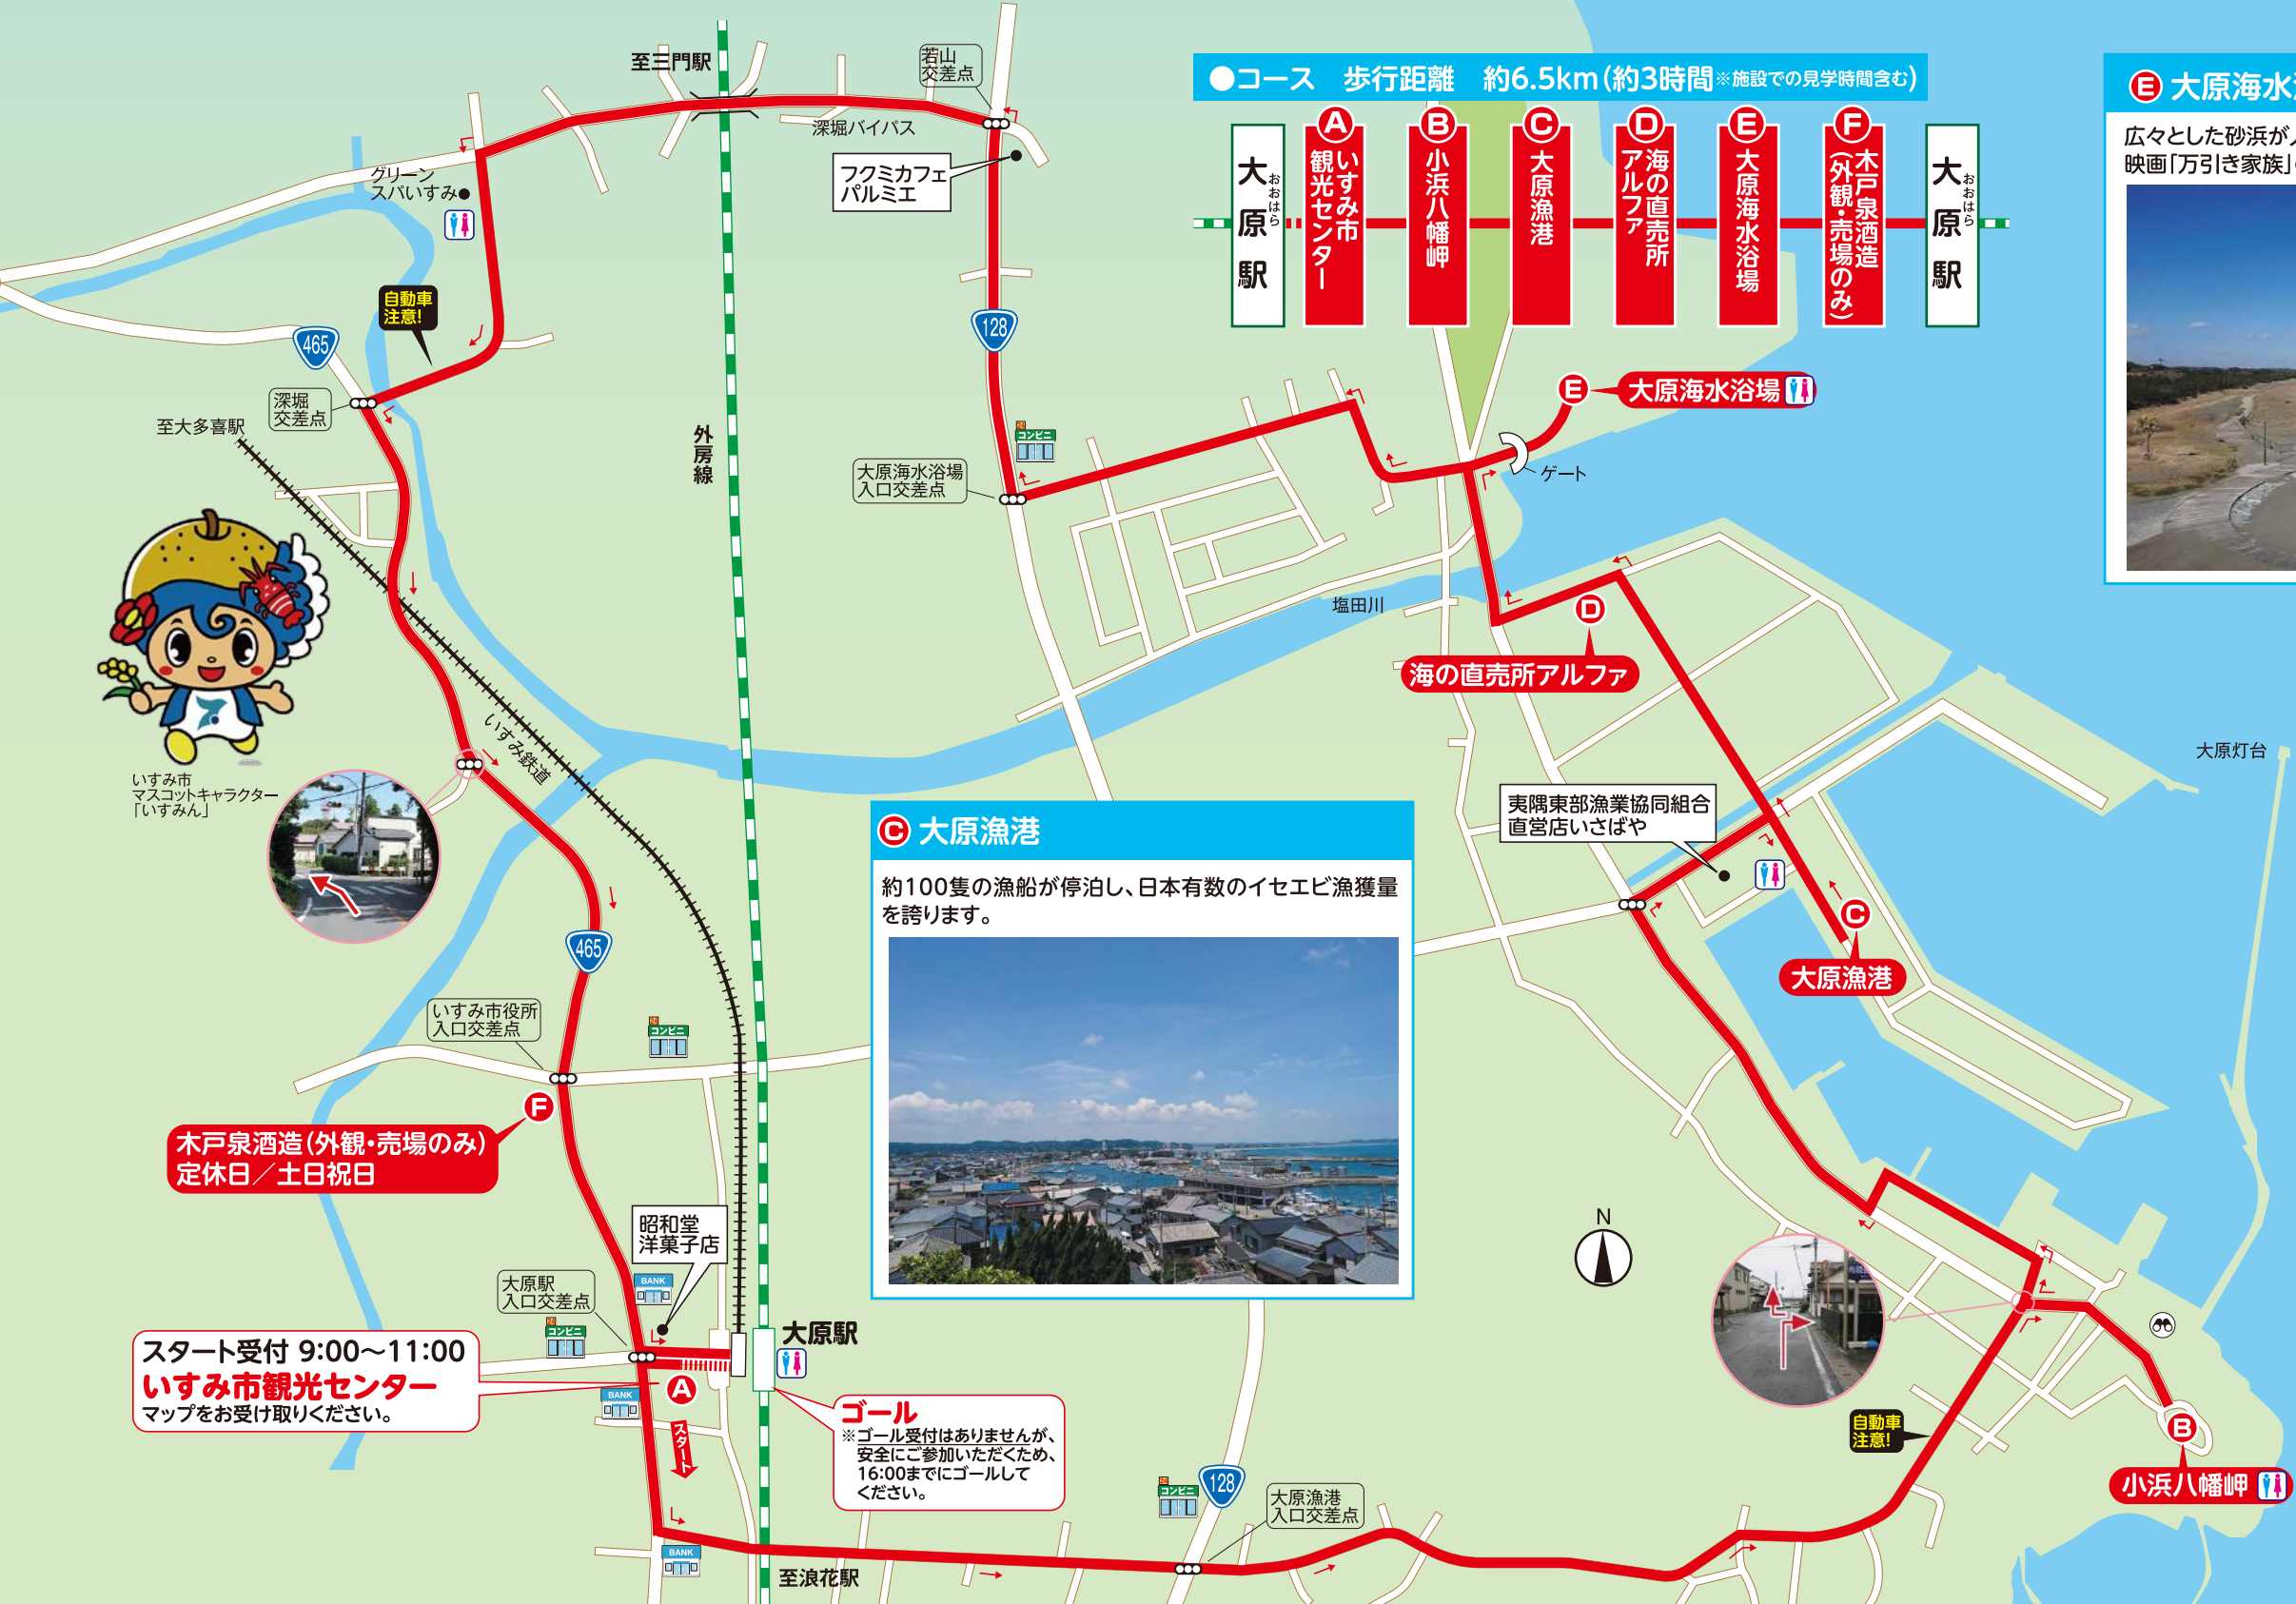 ●コース 歩行距離 約6.5km(約3時間※施設での見学時間含む)
大原駅
おおはら
A
いすみ市
観光センター
B
小浜八幡岬
C
大原漁港
D
海の直売所
アルファ
E
大原海水浴場
F
木戸泉酒造
(外観・売場のみ)
大原駅
おおはら
E 大原海水
広々とした砂浜が
映画「万引き家族」
至三門駅
若山
交差点
深堀バイパス
フクミカフェ
パルミエ
グリーン
スパいすみ
自動車
注意!
465
128
深堀
交差点
至大多喜駅
外房線
コンビニ
大原海水浴場
入口交差点
E
大原海水浴場
ゲート
塩田川
D
海の直売所アルファ
いすみ鉄道
いすみ市
マスコットキャラクター
「いすみん」
大原灯台
夷隅東部漁業協同組合
直営店いさばや
C
大原漁港
C 大原漁港
約100隻の漁船が停泊し、日本有数のイセエビ漁獲量
を誇ります。
465
いすみ市役所
入口交差点
コンビニ
F
木戸泉酒造(外観・売場のみ)
定休日/土日祝日
昭和堂
洋菓子店
N
大原駅
入口交差点
BANK
コンビニ
大原駅
スタート受付 9:00〜11:00
いすみ市観光センター
マップをお受け取りください。
A
BANK
スタート
ゴール
※ゴール受付はありませんが、
安全にご参加いただくため、
16:00までにゴールして
ください。
自動車
注意!
B
小浜八幡岬
コンビニ
128
大原漁港
入口交差点
BANK
至浪花駅